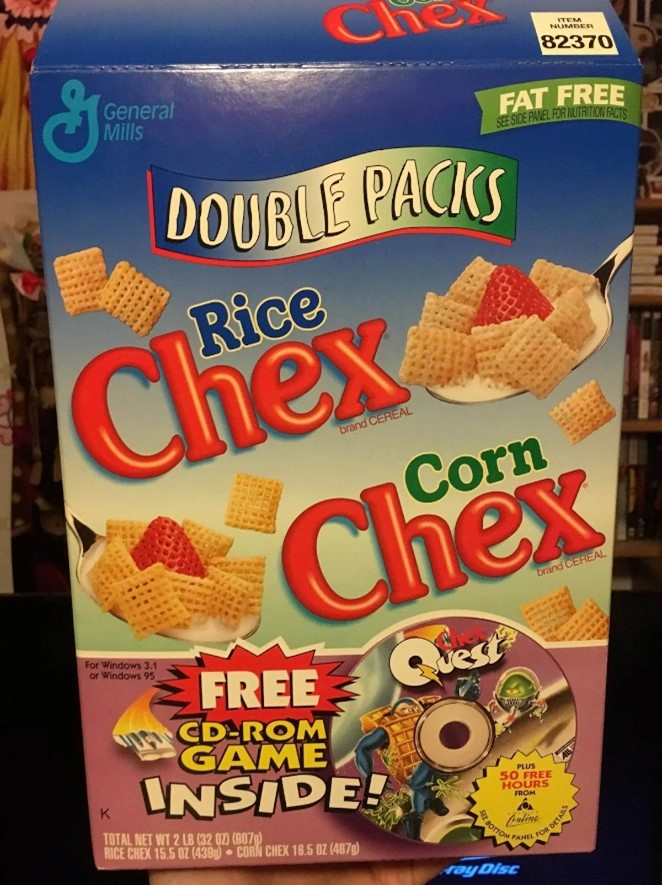 Chex
ITEM
NUMBER
82370
General
Mills
FAT FREE
SEE SIDE PANEL FOR NUTRITION FACTS
DOUBLE PACKS
Rice
Chex
brand CEREAL
Corn
Chex
brand CEREAL
For Windows 3.1
or Windows 95
FREE
CD-ROM
GAME
INSIDE!
Chex
Quest
PLUS
50 FREE
HOURS
FROM
SEE BOTTOM PANEL FOR DETAILS
K
TOTAL NET WT 2 LB (32 OZ) (907g)
RICE CHEX 15.5 OZ (439g) • CORN CHEX 16.5 OZ (467g)
ray Disc